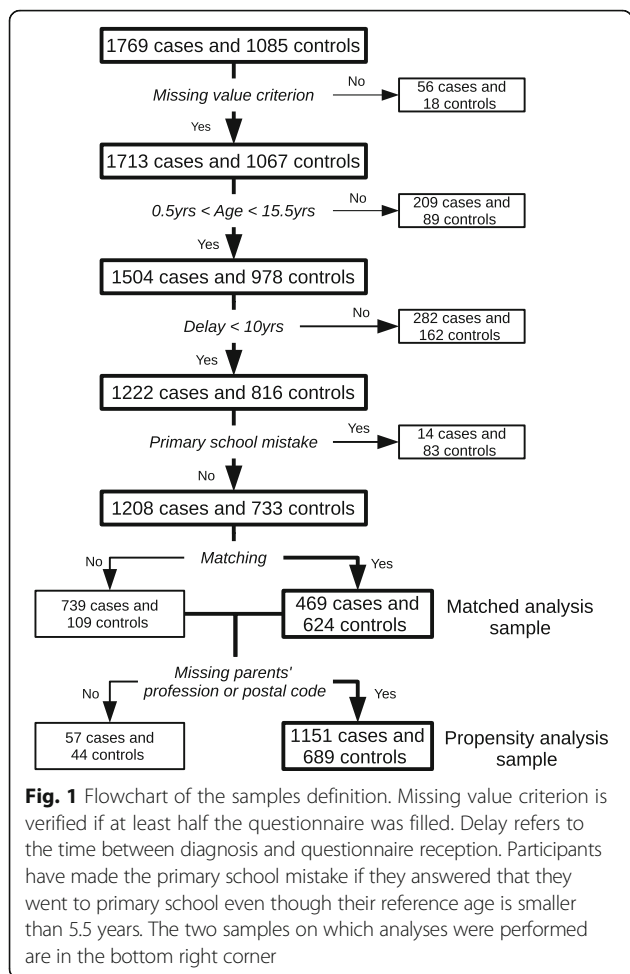 1769 cases and 1085 controls
Missing value criterion
No
56 cases and
18 controls
Yes
1713 cases and 1067 controls
0.5yrs < Age < 15.5yrs
No
209 cases and
89 controls
Yes
1504 cases and 978 controls
Delay < 10yrs
No
282 cases and
162 controls
Yes
1222 cases and 816 controls
Primary school mistake
Yes
14 cases and
83 controls
No
1208 cases and 733 controls
No
Matching
Yes
739 cases and
109 controls
469 cases and
624 controls
Matched analysis
sample
Missing parents'
profession or postal code
No
Yes
57 cases and
44 controls
1151 cases and
689 controls
Propensity analysis
sample
Fig. 1 Flowchart of the samples definition. Missing value criterion is
verified if at least half the questionnaire was filled. Delay refers to
the time between diagnosis and questionnaire reception. Participants
have made the primary school mistake if they answered that they
went to primary school even though their reference age is smaller
than 5.5 years. The two samples on which analyses were performed
are in the bottom right corner